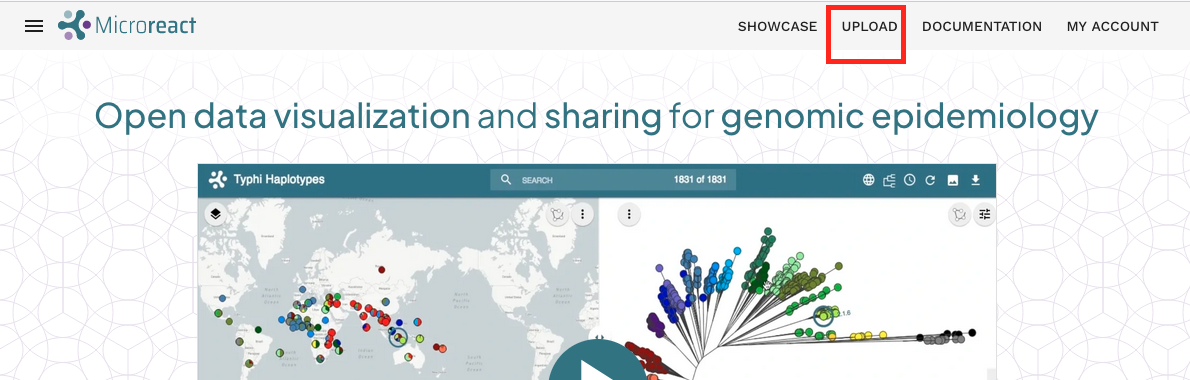 Microreact
SHOWCASE UPLOAD DOCUMENTATION MY ACCOUNT
Open data visualization and sharing for genomic epidemiology
Typhi Haplotypes SEARCH 1831 of 1831